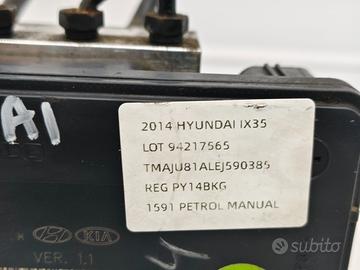 2014 HYUNDAI IX35
LOT 94217565
TMAJU81ALEJ590385
REG PY14BKG
1591 PETROL MANUAL
AI
KIA
VER. 1.1
subito